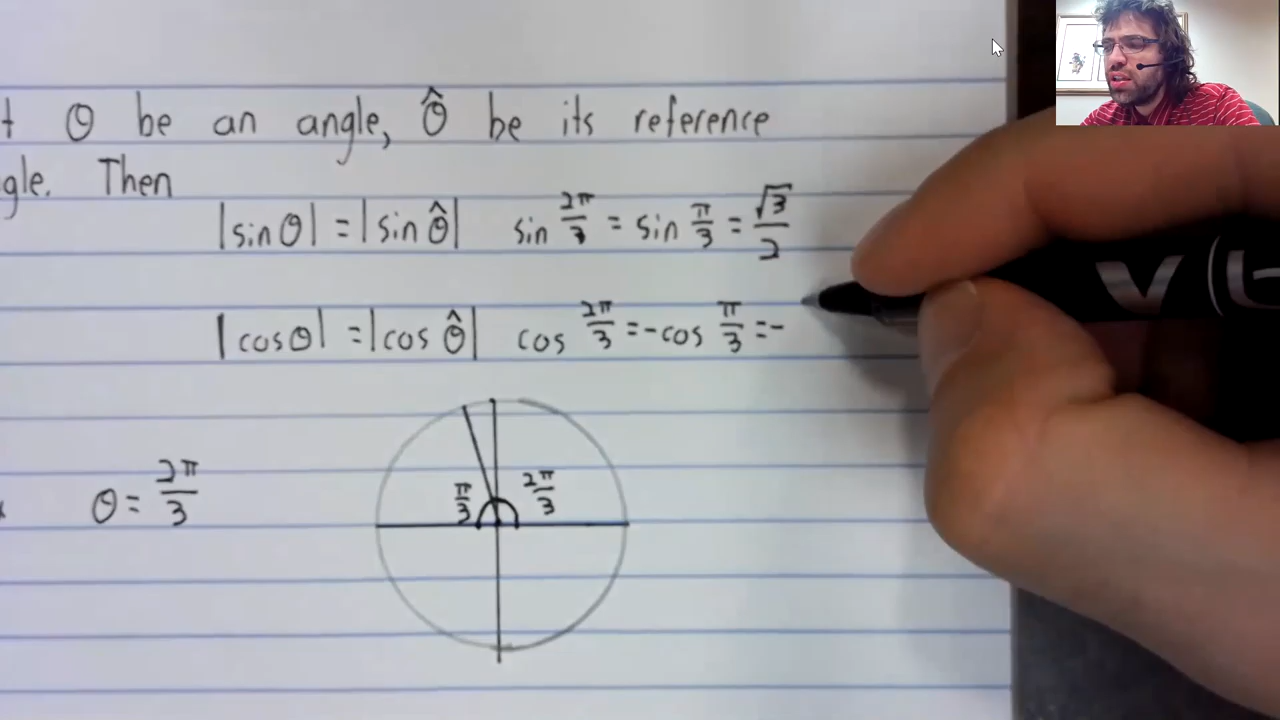 t θ be an angle, θ̂ be its reference
gle. Then
|sin θ| = |sin θ̂| sin 2π/3 = sin π/3 = √3/2
|cos θ| = |cos θ̂| cos 2π/3 = -cos π/3 = -
θ = 2π/3
π/3 2π/3